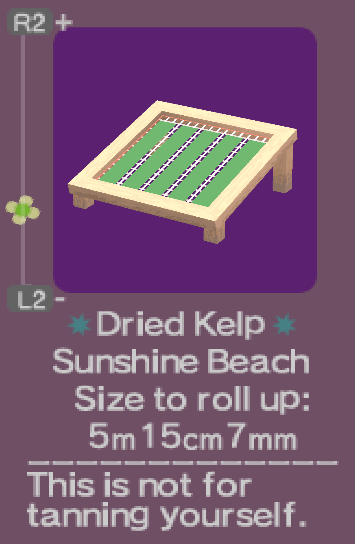 R2 +
L2 -
Dried Kelp
Sunshine Beach
Size to roll up:
5m15cm7mm
This is not for
tanning yourself.